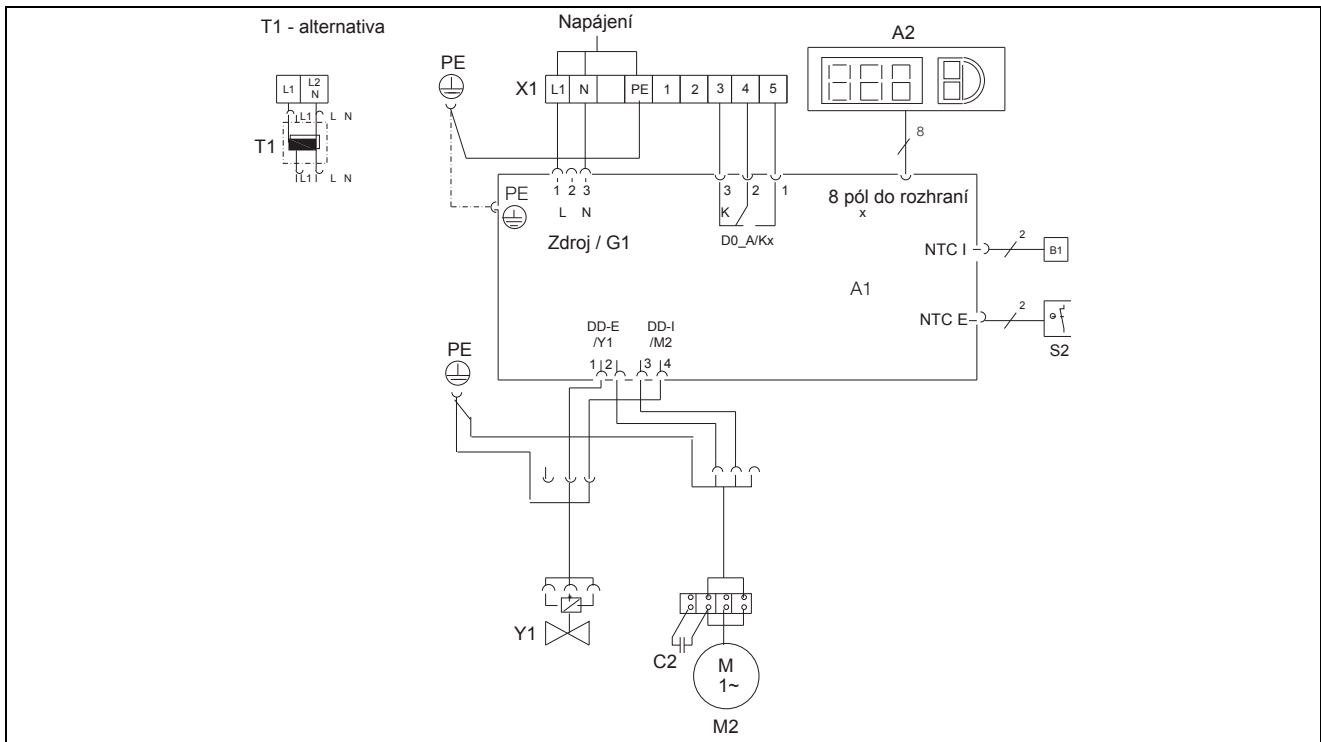 T1 - alternativa
Napájení
A2
PE
L1 L2 N
X1 L1 N PE 1 2 3 4 5
L1 L N
T1
8
L1 L N
PE
1 2 3
3 2 1
8 pól do rozhraní
x
L N
K
Zdroj / G1
D0_A/Kx
NTC I
2
B1
A1
NTC E
2
S2
DD-E /Y1
DD-I /M2
PE
1 2 3 4
Y1
C2
M 1~
M2